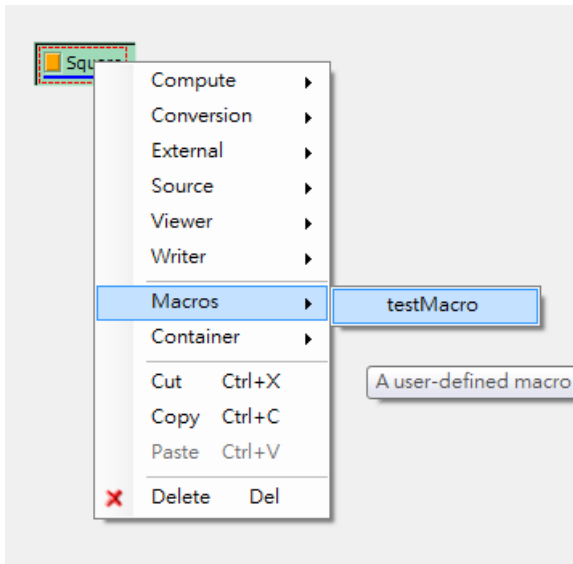 Square
Compute
Conversion
External
Source
Viewer
Writer
Macros
testMacro
Container
A user-defined macro
Cut Ctrl+X
Copy Ctrl+C
Paste Ctrl+V
Delete Del